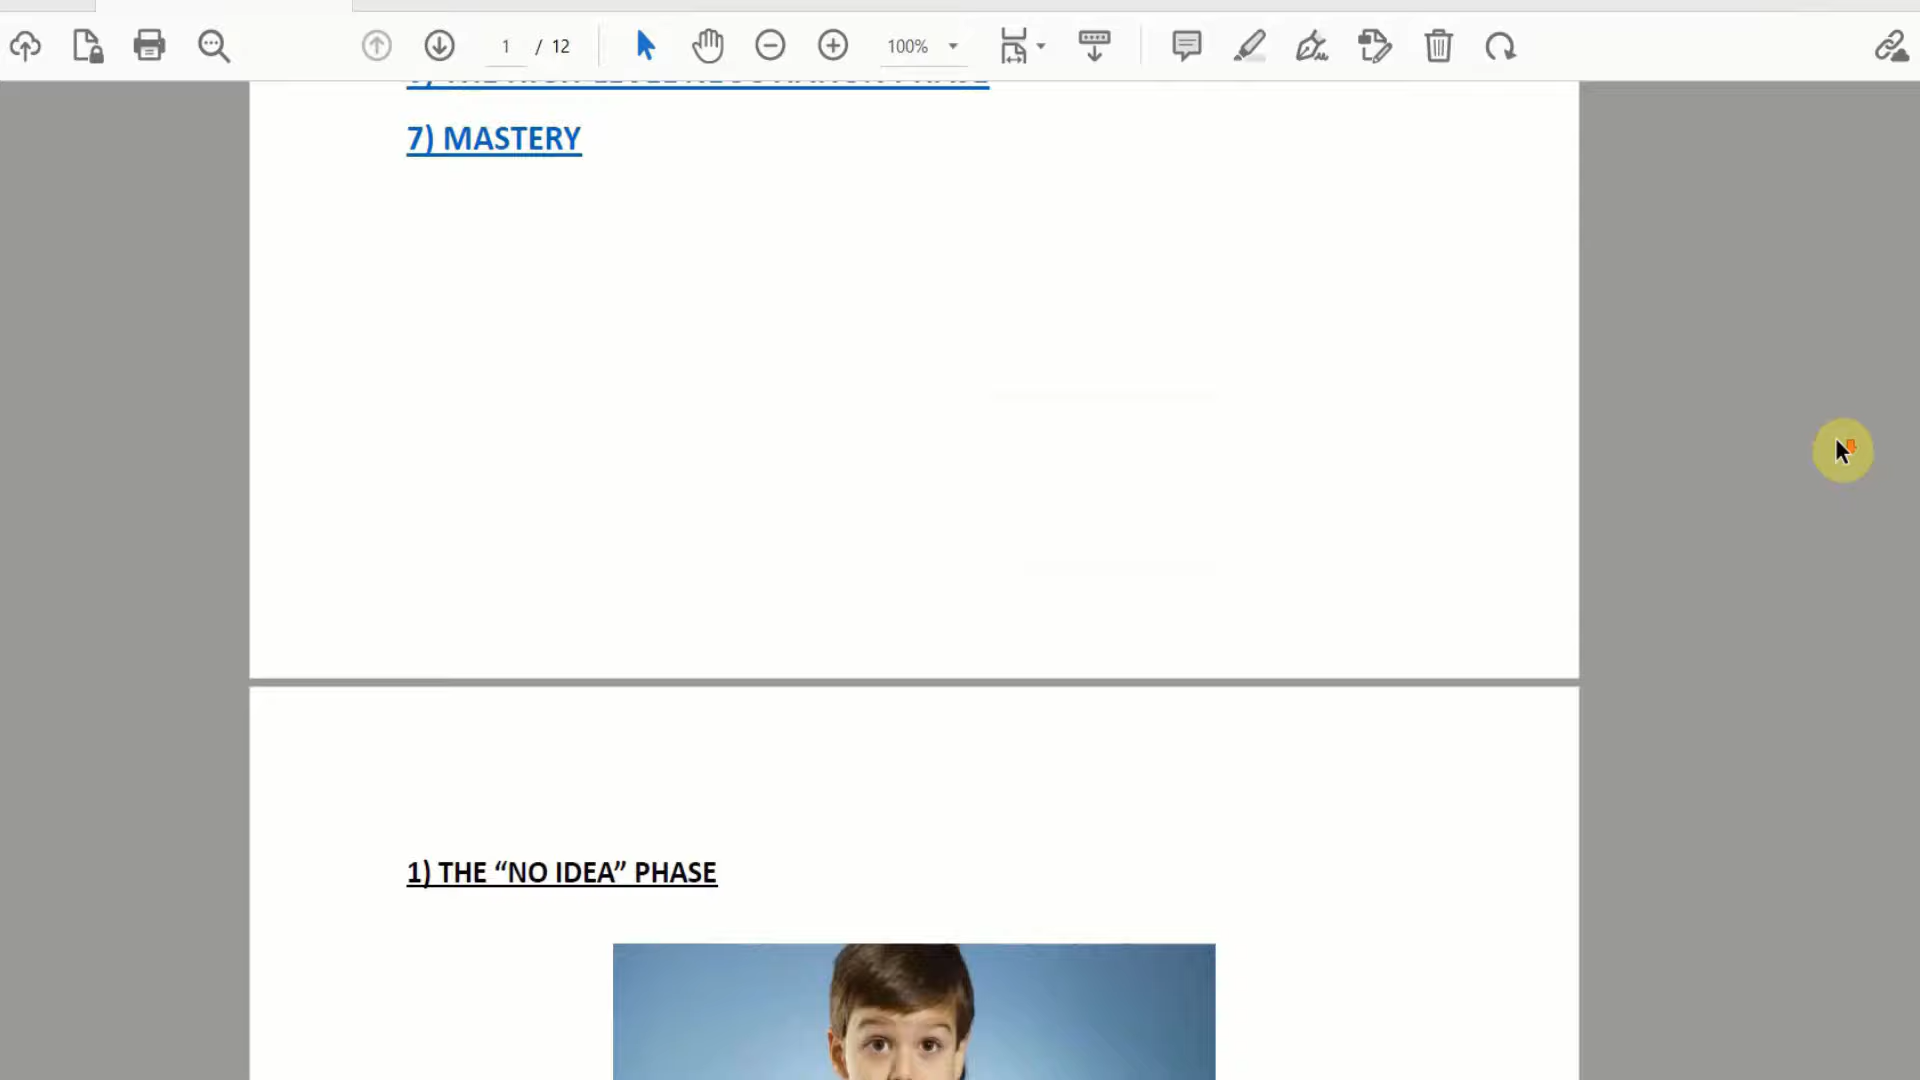 1 / 12
100%
7) MASTERY
1) THE “NO IDEA” PHASE